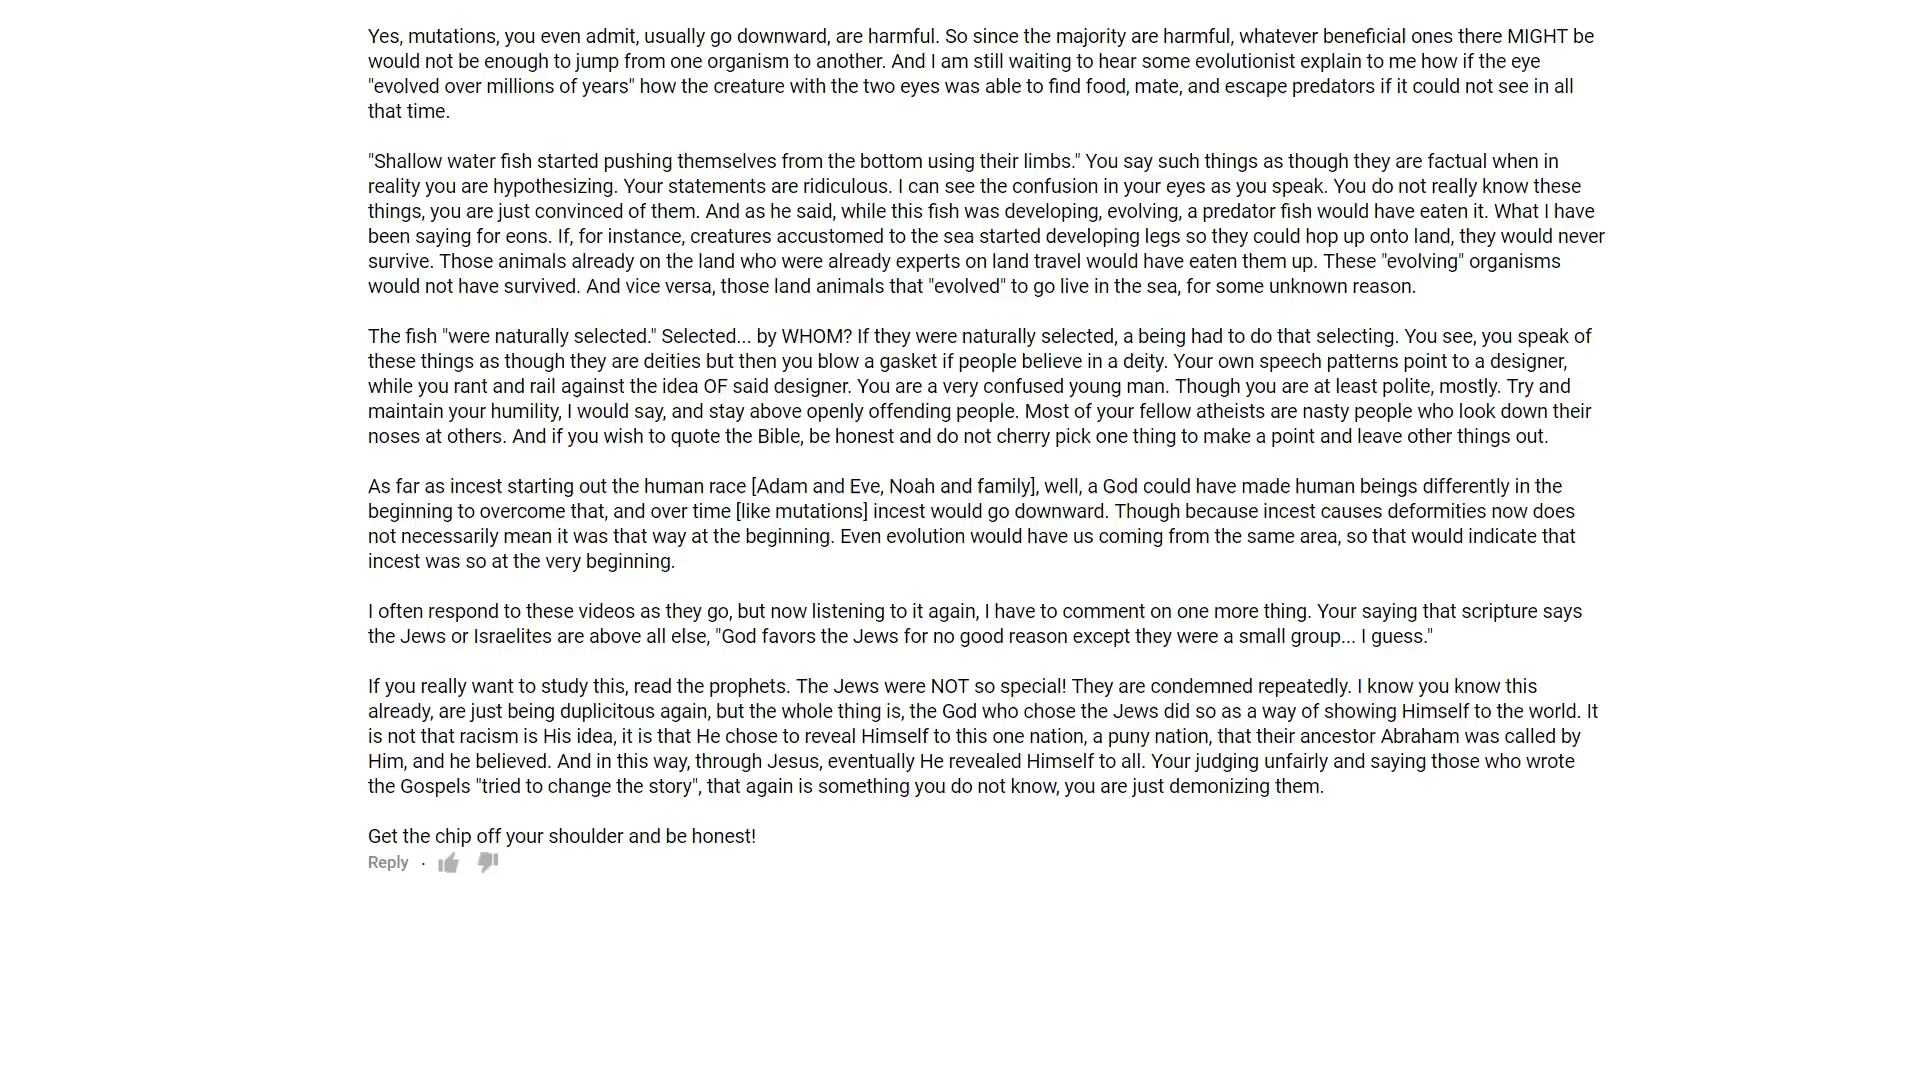 Yes, mutations, you even admit, usually go downward, are harmful. So since the majority are harmful, whatever beneficial ones there MIGHT be
would not be enough to jump from one organism to another. And I am still waiting to hear some evolutionist explain to me how if the eye
"evolved over millions of years" how the creature with the two eyes was able to find food, mate, and escape predators if it could not see in all
that time.
"Shallow water fish started pushing themselves from the bottom using their limbs." You say such things as though they are factual when in
reality you are hypothesizing. Your statements are ridiculous. I can see the confusion in your eyes as you speak. You do not really know these
things, you are just convinced of them. And as he said, while this fish was developing, evolving, a predator fish would have eaten it. What I have
been saying for eons. If, for instance, creatures accustomed to the sea started developing legs so they could hop up onto land, they would never
survive. Those animals already on the land who were already experts on land travel would have eaten them up. These "evolving" organisms
would not have survived. And vice versa, those land animals that "evolved" to go live in the sea, for some unknown reason.
The fish "were naturally selected." Selected... by WHOM? If they were naturally selected, a being had to do that selecting. You see, you speak of
these things as though they are deities but then you blow a gasket if people believe in a deity. Your own speech patterns point to a designer,
while you rant and rail against the idea OF said designer. You are a very confused young man. Though you are at least polite, mostly. Try and
maintain your humility, I would say, and stay above openly offending people. Most of your fellow atheists are nasty people who look down their
noses at others. And if you wish to quote the Bible, be honest and do not cherry pick one thing to make a point and leave other things out.
As far as incest starting out the human race [Adam and Eve, Noah and family], well, a God could have made human beings differently in the
beginning to overcome that, and over time [like mutations] incest would go downward. Though because incest causes deformities now does
not necessarily mean it was that way at the beginning. Even evolution would have us coming from the same area, so that would indicate that
incest was so at the very beginning.
I often respond to these videos as they go, but now listening to it again, I have to comment on one more thing. Your saying that scripture says
the Jews or Israelites are above all else, "God favors the Jews for no good reason except they were a small group... I guess."
If you really want to study this, read the prophets. The Jews were NOT so special! They are condemned repeatedly. I know you know this
already, are just being duplicitous again, but the whole thing is, the God who chose the Jews did so as a way of showing Himself to the world. It
is not that racism is His idea, it is that He chose to reveal Himself to this one nation, a puny nation, that their ancestor Abraham was called by
Him, and he believed. And in this way, through Jesus, eventually He revealed Himself to all. Your judging unfairly and saying those who wrote
the Gospels "tried to change the story", that again is something you do not know, you are just demonizing them.
Get the chip off your shoulder and be honest!
Reply ·